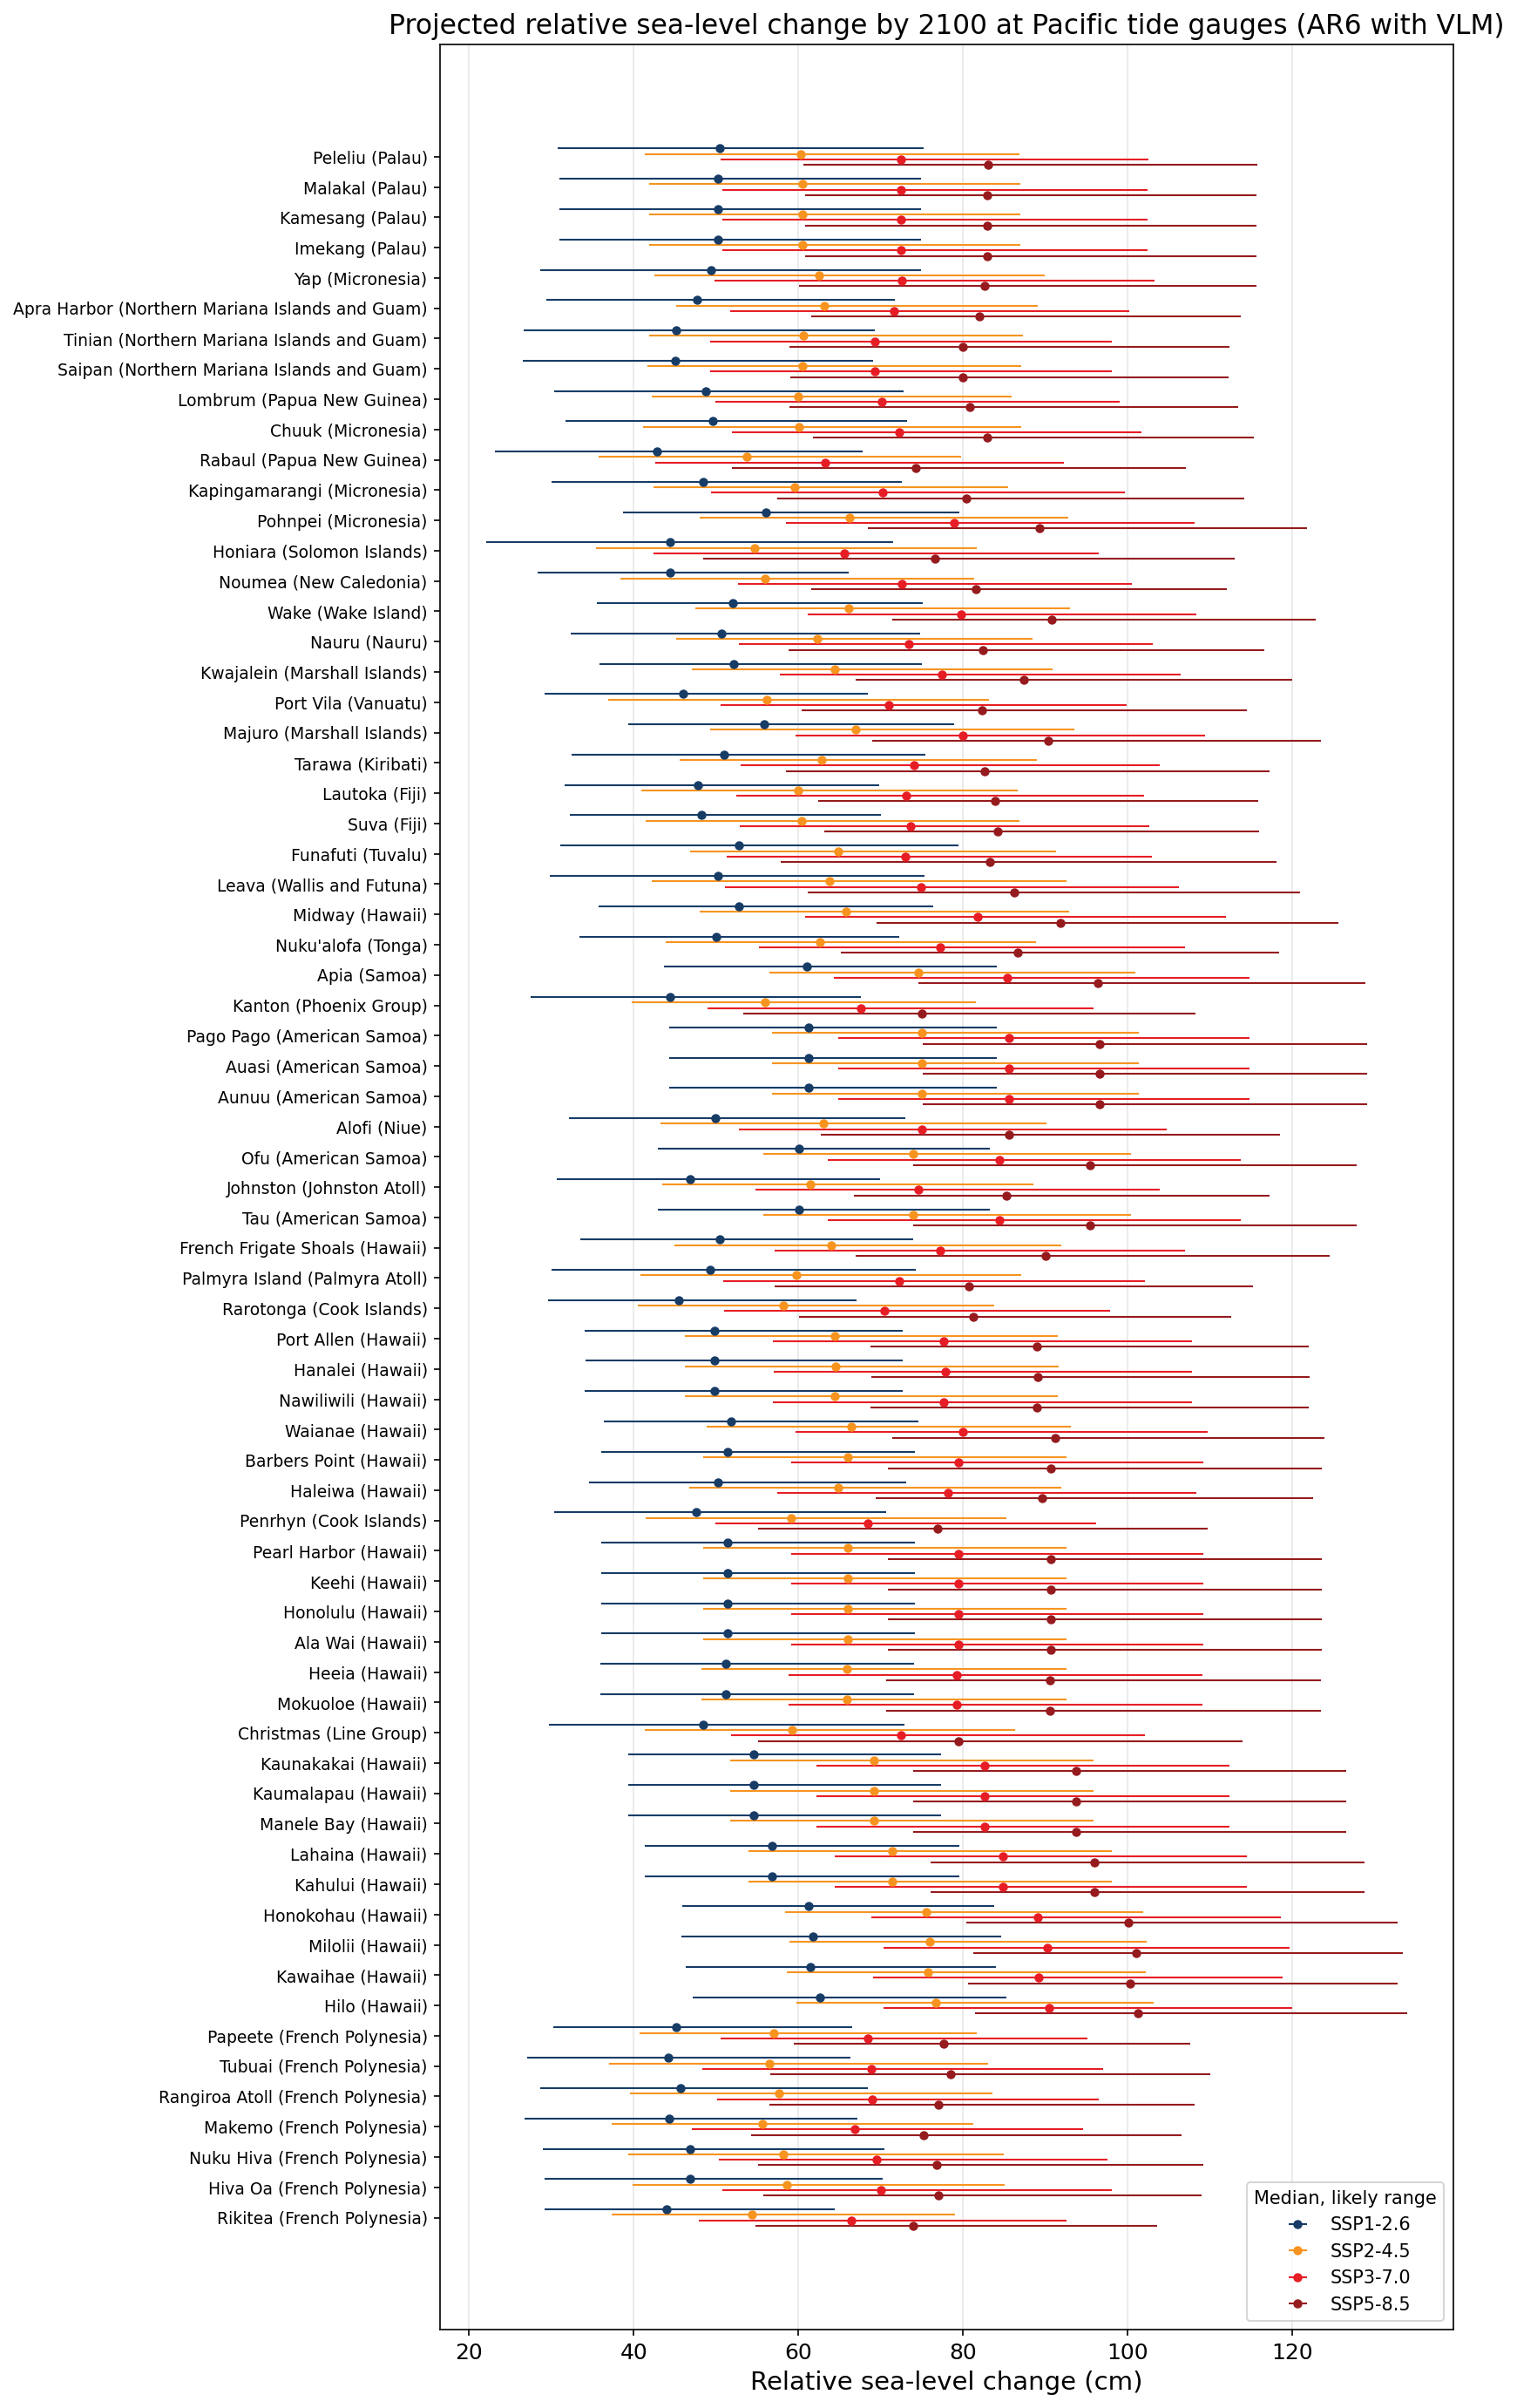 Projected relative sea-level change by 2100 at Pacific tide gauges (AR6 with VLM)
Peleliu (Palau)
Malakal (Palau)
Kamesang (Palau)
Imekang (Palau)
Yap (Micronesia)
Apra Harbor (Northern Mariana Islands and Guam)
Tinian (Northern Mariana Islands and Guam)
Saipan (Northern Mariana Islands and Guam)
Lombrum (Papua New Guinea)
Chuuk (Micronesia)
Rabaul (Papua New Guinea)
Kapingamarangi (Micronesia)
Pohnpei (Micronesia)
Honiara (Solomon Islands)
Noumea (New Caledonia)
Wake (Wake Island)
Nauru (Nauru)
Kwajalein (Marshall Islands)
Port Vila (Vanuatu)
Majuro (Marshall Islands)
Tarawa (Kiribati)
Lautoka (Fiji)
Suva (Fiji)
Funafuti (Tuvalu)
Leava (Wallis and Futuna)
Midway (Hawaii)
Nuku'alofa (Tonga)
Apia (Samoa)
Kanton (Phoenix Group)
Pago Pago (American Samoa)
Auasi (American Samoa)
Aunuu (American Samoa)
Alofi (Niue)
Ofu (American Samoa)
Johnston (Johnston Atoll)
Tau (American Samoa)
French Frigate Shoals (Hawaii)
Palmyra Island (Palmyra Atoll)
Rarotonga (Cook Islands)
Port Allen (Hawaii)
Hanalei (Hawaii)
Nawiliwili (Hawaii)
Waianae (Hawaii)
Barbers Point (Hawaii)
Haleiwa (Hawaii)
Penrhyn (Cook Islands)
Pearl Harbor (Hawaii)
Keehi (Hawaii)
Honolulu (Hawaii)
Ala Wai (Hawaii)
Heeia (Hawaii)
Mokuoloe (Hawaii)
Christmas (Line Group)
Kaunakakai (Hawaii)
Kaumalapau (Hawaii)
Manele Bay (Hawaii)
Lahaina (Hawaii)
Kahului (Hawaii)
Honokohau (Hawaii)
Milolii (Hawaii)
Kawaihae (Hawaii)
Hilo (Hawaii)
Papeete (French Polynesia)
Tubuai (French Polynesia)
Rangiroa Atoll (French Polynesia)
Makemo (French Polynesia)
Nuku Hiva (French Polynesia)
Hiva Oa (French Polynesia)
Rikitea (French Polynesia)
Median, likely range
SSP1-2.6
SSP2-4.5
SSP3-7.0
SSP5-8.5
20 40 60 80 100 120
Relative sea-level change (cm)